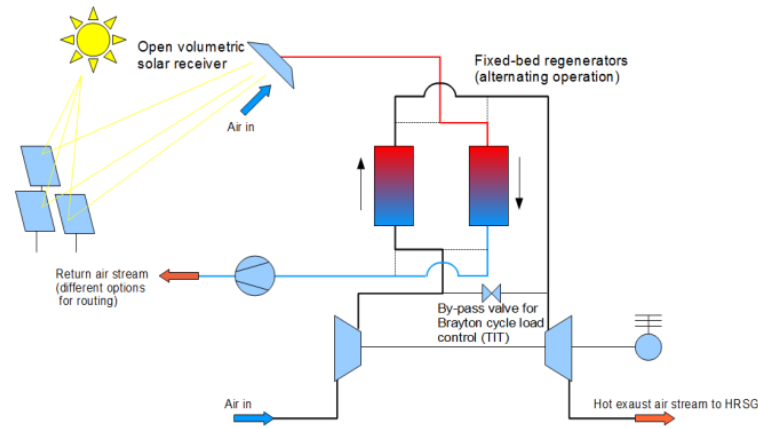 Open volumetric
solar receiver
Fixed-bed regenerators
(alternating operation)
Air in
Return air stream
(different options
for routing)
By-pass valve for
Brayton cycle load
control (TIT)
Air in
Hot exaust air stream to HRSG